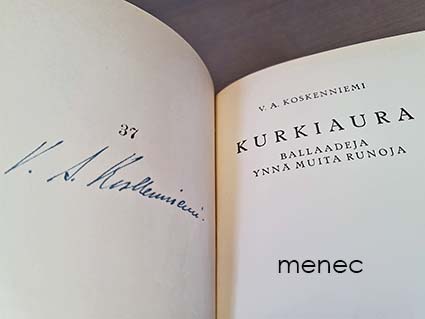 37
V. A. Koskenniemi.
V. A. KOSKENNIEMI
KURKIAURA
BALLAADEJA
YNNÄ MUITA RUNOJA
menec